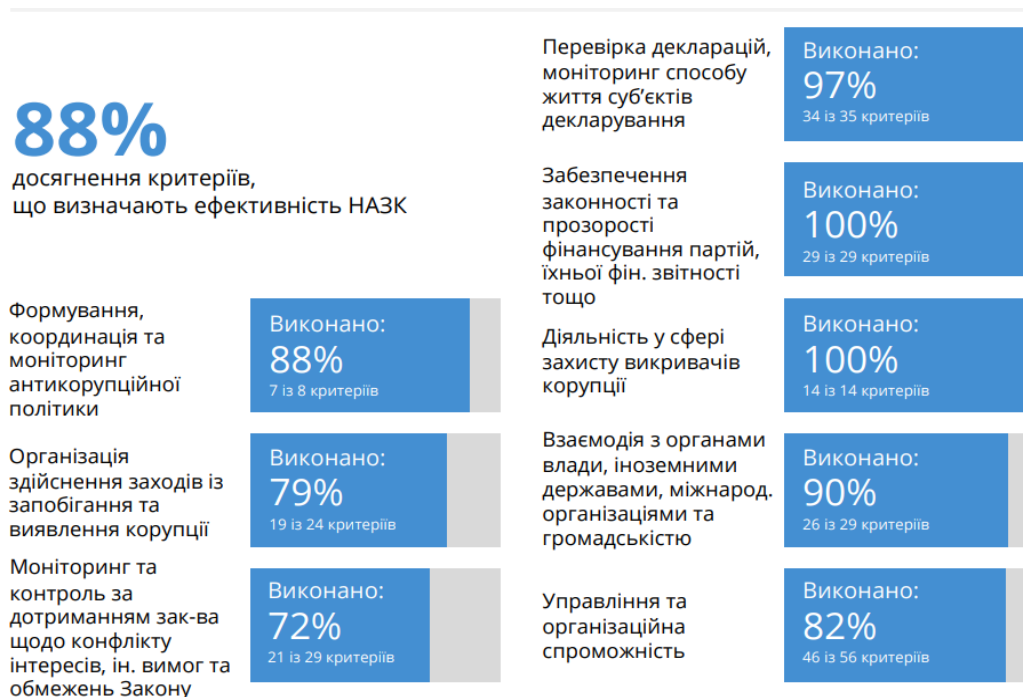 88%
досягнення критеріїв,
що визначають ефективність НАЗК
Формування,
координація та
моніторинг
антикорупційної
політики
Виконано:
88%
7 із 8 критеріїв
Організація
здійснення заходів із
запобігання та
виявлення корупції
Виконано:
79%
19 із 24 критеріїв
Моніторинг та
контроль за
дотриманням зак-ва
щодо конфлікту
інтересів, ін. вимог та
обмежень Закону
Виконано:
72%
21 із 29 критеріїв
Перевірка декларацій,
моніторинг способу
життя суб’єктів
декларування
Виконано:
97%
34 із 35 критеріїв
Забезпечення
законності та
прозорості
фінансування партій,
їхньої фін. звітності
тощо
Виконано:
100%
29 із 29 критеріїв
Діяльність у сфері
захисту викривачів
корупції
Виконано:
100%
14 із 14 критеріїв
Взаємодія з органами
влади, іноземними
державами, міжнарод.
організаціями та
громадськістю
Виконано:
90%
26 із 29 критеріїв
Управління та
організаційна
спроможність
Виконано:
82%
46 із 56 критеріїв